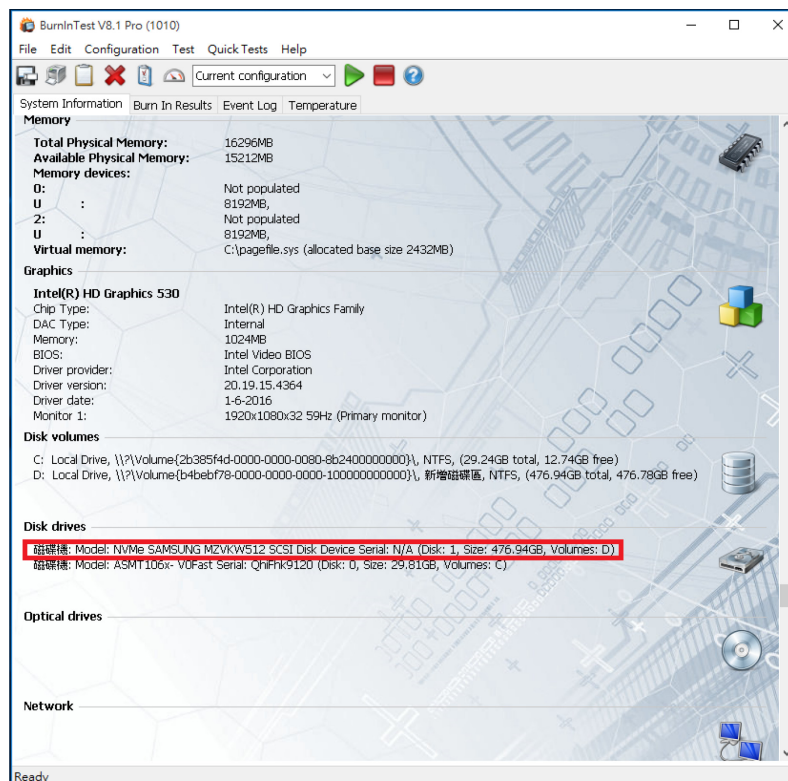 BurnInTest V8.1 Pro (1010)
File Edit Configuration Test Quick Tests Help
Current configuration
System Information Burn In Results Event Log Temperature
Memory
Total Physical Memory: 16296MB
Available Physical Memory: 15212MB
Memory devices:
0: Not populated
U : 8192MB,
2: Not populated
U : 8192MB,
Virtual memory: C:\pagefile.sys (allocated base size 2432MB)
Graphics
Intel(R) HD Graphics 530
Chip Type: Intel(R) HD Graphics Family
DAC Type: Internal
Memory: 1024MB
BIOS: Intel Video BIOS
Driver provider: Intel Corporation
Driver version: 20.19.15.4364
Driver date: 1-6-2016
Monitor 1: 1920x1080x32 59Hz (Primary monitor)
Disk volumes
C: Local Drive, \\?\Volume{2b385f4d-0000-0000-0080-8b2400000000}\, NTFS, (29.24GB total, 12.74GB free)
D: Local Drive, \\?\Volume{b4bebf78-0000-0000-0000-100000000000}\, 新增磁碟區, NTFS, (476.94GB total, 476.78GB free)
Disk drives
磁碟機: Model: NVMe SAMSUNG MZVKW512 SCSI Disk Device Serial: N/A (Disk: 1, Size: 476.94GB, Volumes: D)
磁碟機: Model: ASMT106x- V0Fast Serial: QhiFhk9120 (Disk: 0, Size: 29.81GB, Volumes: C)
Optical drives
Network
Ready